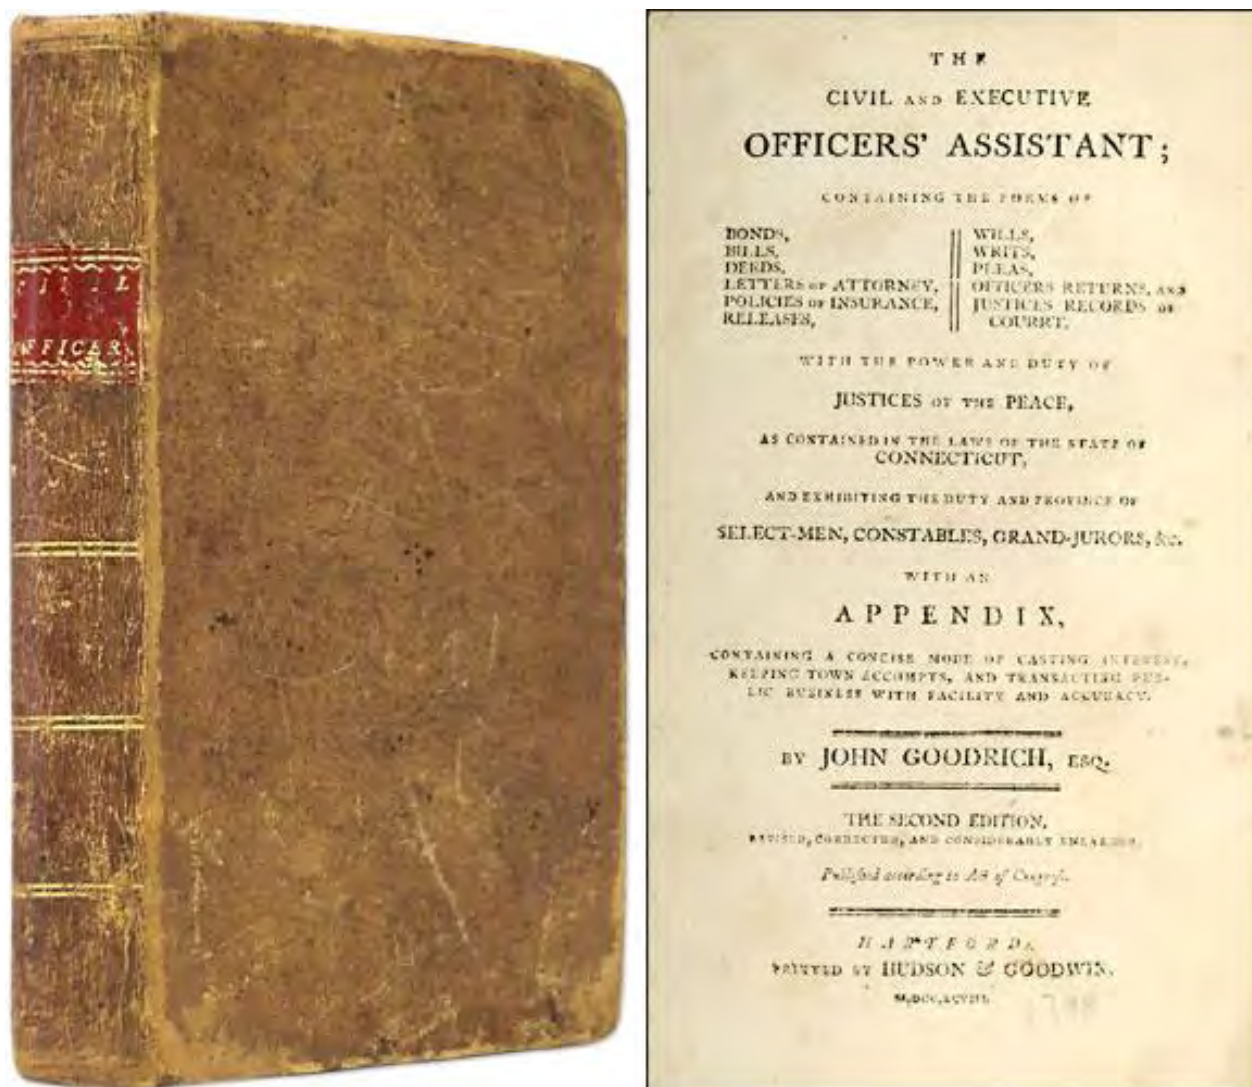 CIVIL
OFFICER
THE
CIVIL AND EXECUTIVE
OFFICERS' ASSISTANT;
CONTAINING THE FORMS OF
BONDS,
BILLS,
DEEDS,
LETTERS OF ATTORNEY,
POLICIES OF INSURANCE,
RELEASES,
WILLS,
WRITS,
PLEAS,
OFFICERS RETURNS, AND
JUSTICES RECORDS OF
COURRT,
WITH THE POWER AND DUTY OF
JUSTICES OF THE PEACE,
AS CONTAINED IN THE LAWS OF THE STATE OF
CONNECTICUT,
AND EXHIBITING THE DUTY AND PROVINCE OF
SELECT-MEN, CONSTABLES, GRAND-JURORS, &c.
WITH AN
APPENDIX,
CONTAINING A CONCISE MODE OF CASTING INTEREST,
KEEPING TOWN ACCOMPTS, AND TRANSACTING PUB-
LIC BUSINESS WITH FACILITY AND ACCURACY.
BY JOHN GOODRICH, ESQ.
THE SECOND EDITION,
REVISED, CORRECTED, AND CONSIDERABLY ENLARGED.
Published according to Act of Congress.
HARTFORD:
PRINTED BY HUDSON & GOODWIN.
M,DCC,XCVIII.
1798